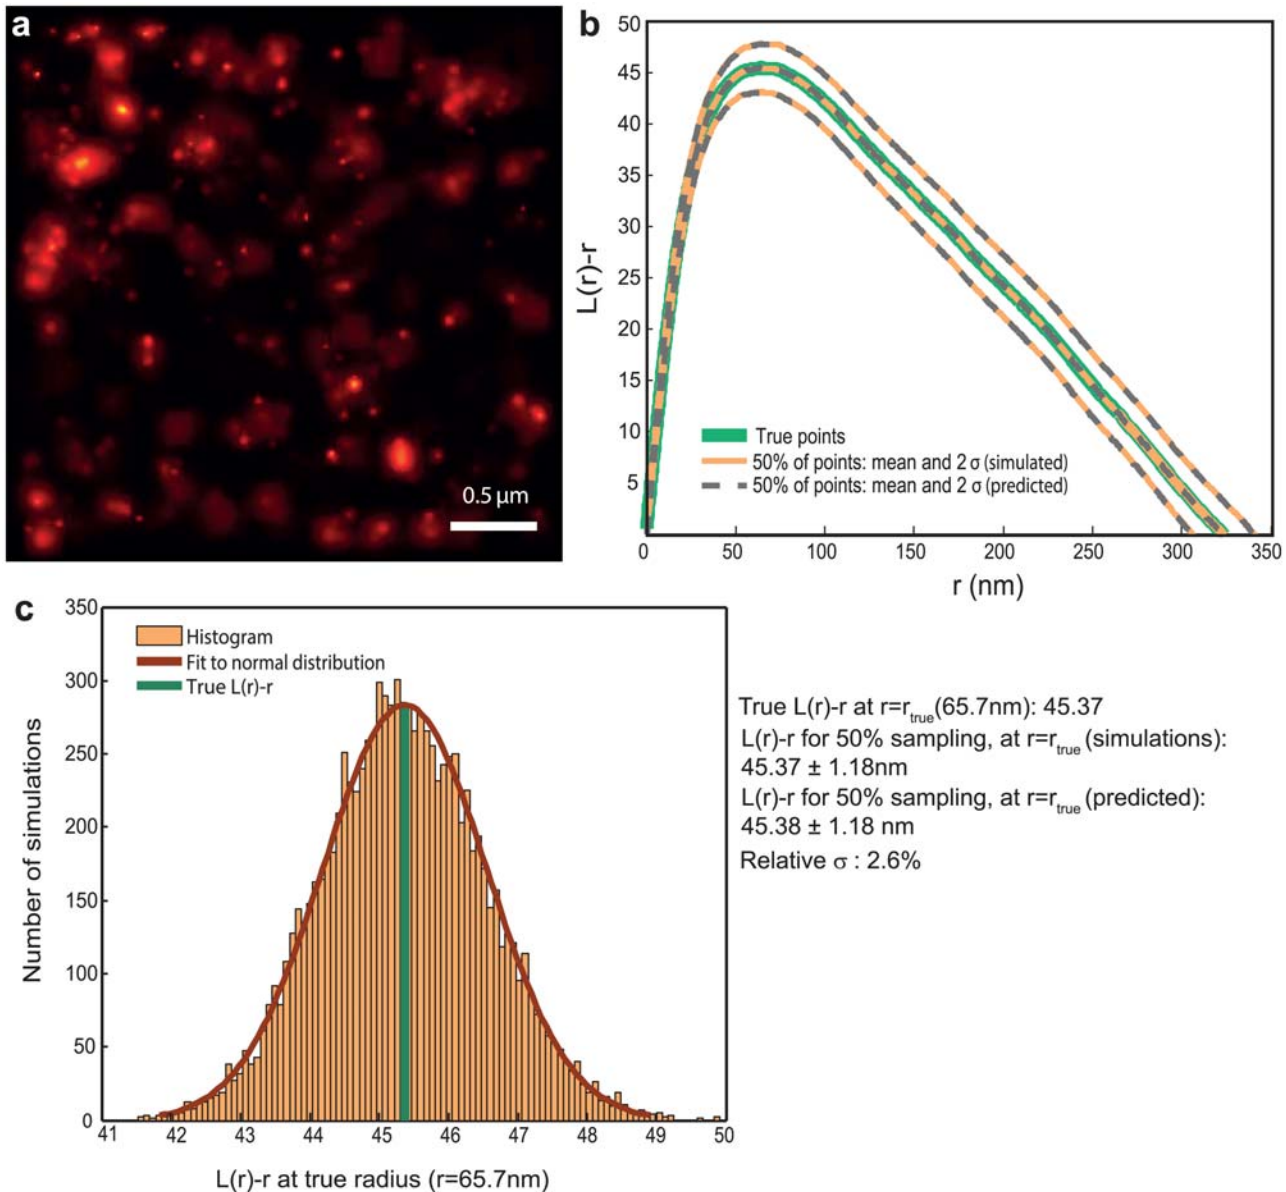 a
0.5 μm
b
50
45
40
35
30
25
20
15
10
5
L(r)-r
True points
50% of points: mean and 2 σ (simulated)
50% of points: mean and 2 σ (predicted)
0 50 100 150 200 250 300 350
r (nm)
c
350
300
250
200
150
100
50
0
Number of simulations
Histogram
Fit to normal distribution
True L(r)-r
41 42 43 44 45 46 47 48 49 50
L(r)-r at true radius (r=65.7nm)
True L(r)-r at r=r_true(65.7nm): 45.37
L(r)-r for 50% sampling, at r=r_true (simulations):
45.37 ± 1.18nm
L(r)-r for 50% sampling, at r=r_true (predicted):
45.38 ± 1.18 nm
Relative σ : 2.6%